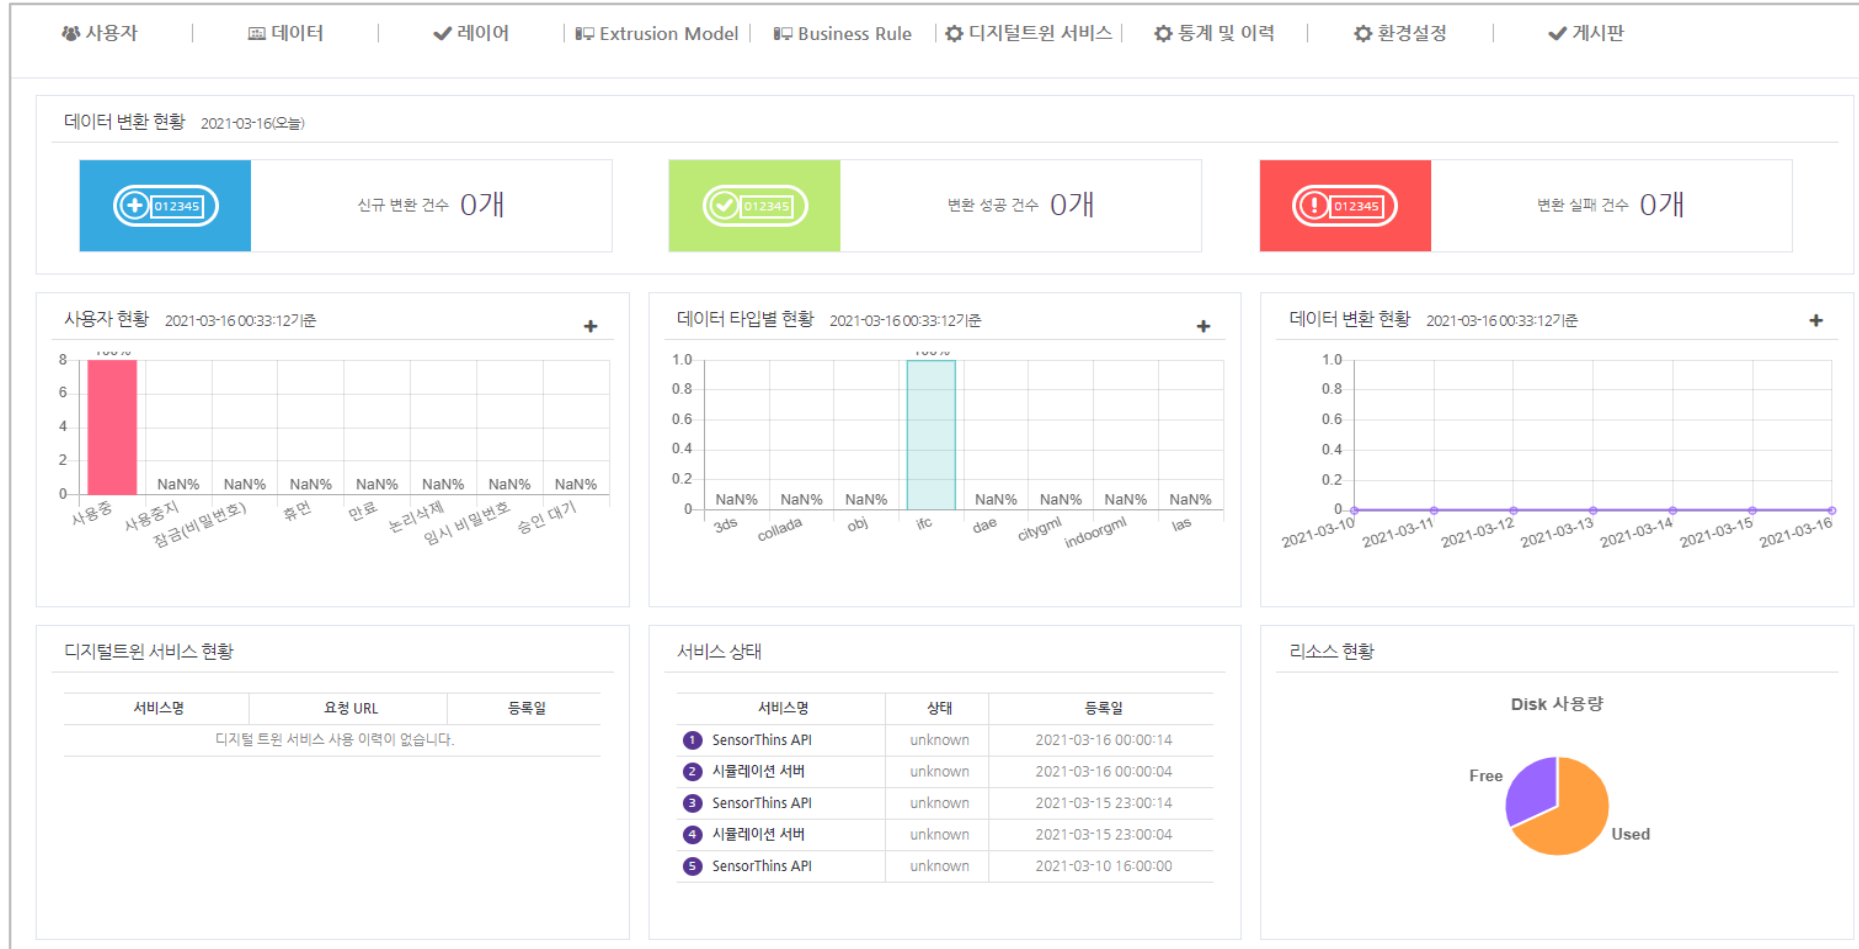 사용자 데이터 레이어 Extrusion Model Business Rule 디지털트윈 서비스 통계 및 이력 환경설정 게시판
데이터 변환 현황 2021-03-16(오늘)
012345 신규 변환 건수 0개
012345 변환 성공 건수 0개
012345 변환 실패 건수 0개
사용자 현황 2021-03-16 00:33:12기준
100%
8
6
4
2
0
NaN% NaN% NaN% NaN% NaN% NaN% NaN%
사용중 사용중지 잠금(비밀번호) 휴면 만료 논리삭제 임시 비밀번호 승인 대기
데이터 타입별 현황 2021-03-16 00:33:12기준
100%
1.0
0.8
0.6
0.4
0.2
0
NaN% NaN% NaN% NaN% NaN% NaN% NaN%
3ds collada obj ifc dae citygml indoorgml las
데이터 변환 현황 2021-03-16 00:33:12기준
1.0
0.8
0.6
0.4
0.2
0
2021-03-10 2021-03-11 2021-03-12 2021-03-13 2021-03-14 2021-03-15 2021-03-16
디지털트윈 서비스 현황
서비스명 요청 URL 등록일
디지털 트윈 서비스 사용 이력이 없습니다.
서비스 상태
서비스명 상태 등록일
1 SensorThins API unknown 2021-03-16 00:00:14
2 시뮬레이션 서버 unknown 2021-03-16 00:00:04
3 SensorThins API unknown 2021-03-15 23:00:14
4 시뮬레이션 서버 unknown 2021-03-15 23:00:04
5 SensorThins API unknown 2021-03-10 16:00:00
리소스 현황
Disk 사용량
Free
Used